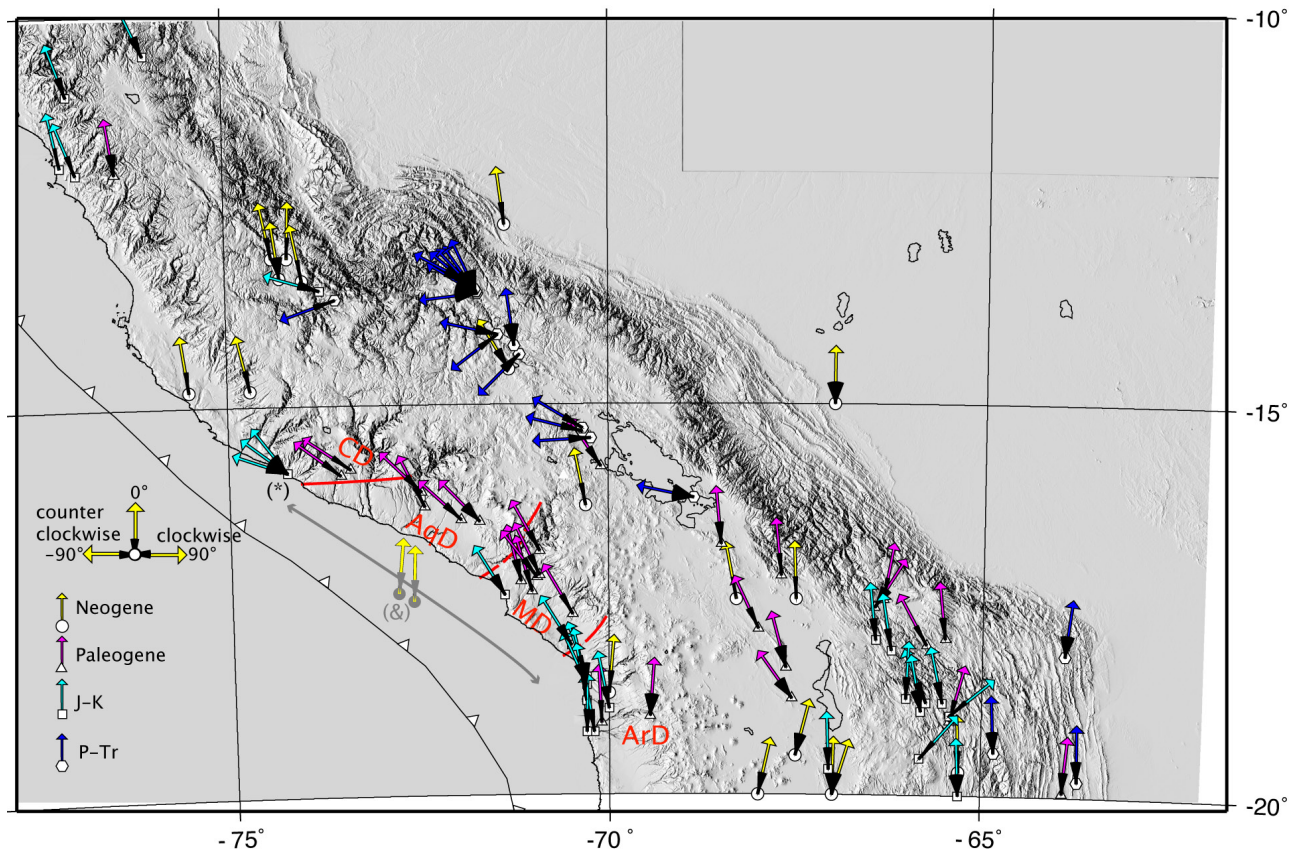 -10°
-15°
-20°
CD
(*)
AqD
0°
counter
clockwise
clockwise
-90°
90°
(&)
MD
Neogene
Paleogene
J-K
P-Tr
ArD
-75°
-70°
-65°